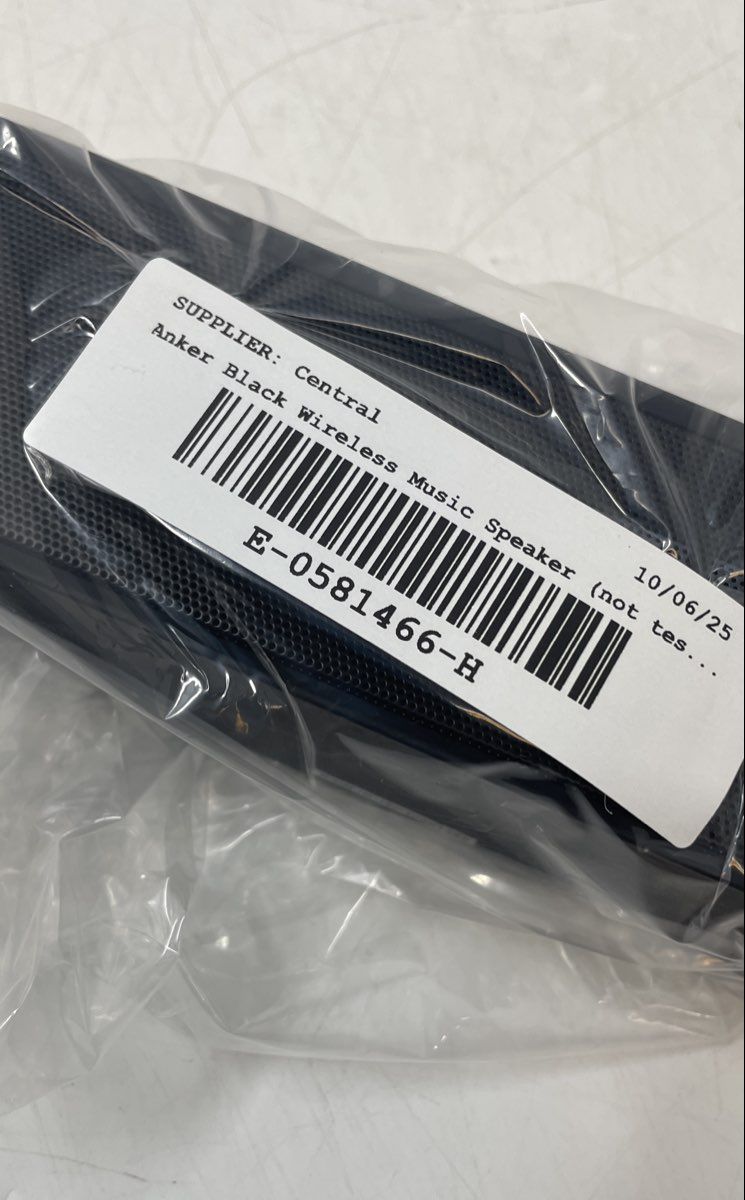 SUPPLIER: Central
10/06/25
Anker Black Wireless Music Speaker (not tes...
E-0581466-H